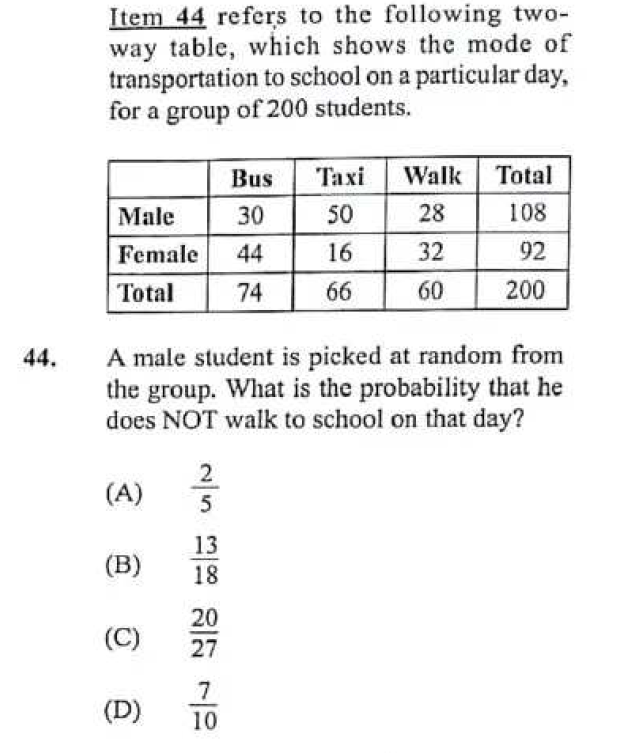 Item 44 refers to the following two-
way table, which shows the mode of
transportation to school on a particular day,
for a group of 200 students.
Bus Taxi Walk Total
Male 30 50 28 108
Female 44 16 32 92
Total 74 66 60 200
44. A male student is picked at random from
the group. What is the probability that he
does NOT walk to school on that day?
(A) 2/5
(B) 13/18
(C) 20/27
(D) 7/10